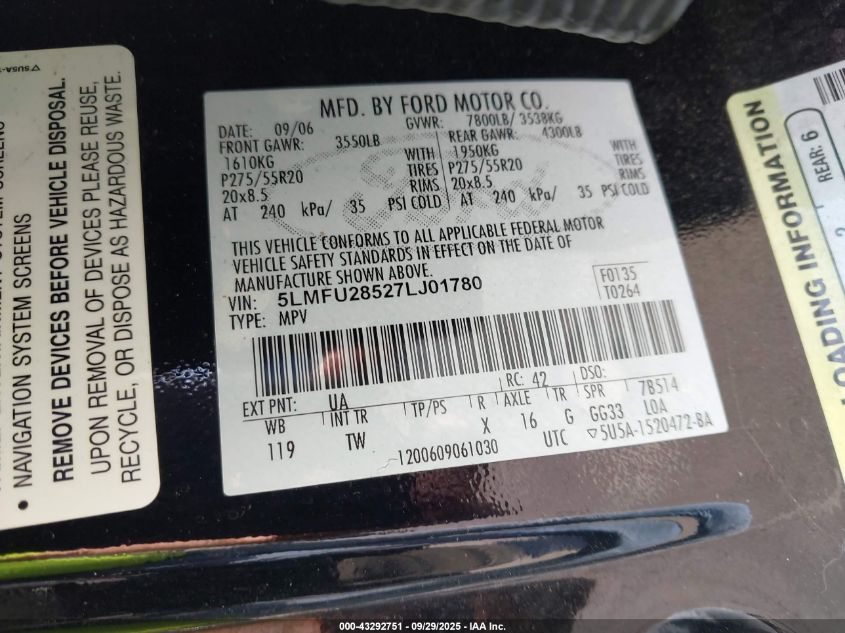 ▽SU5A-
• NAVIGATION SYSTEM SCREENS
REMOVE DEVICES BEFORE VEHICLE DISPOSAL.
UPON REMOVAL OF DEVICES PLEASE REUSE,
RECYCLE, OR DISPOSE AS HAZARDOUS WASTE.
MFD. BY FORD MOTOR CO.
DATE: 09/06 GVWR: 7800LB/ 3538KG
FRONT GAWR: 3550LB REAR GAWR: 4300LB
1610KG WITH 1950KG WITH
P275/55R20 TIRES P275/55R20 TIRES
20x8.5 RIMS 20x8.5 RIMS
AT 240 kPa/ 35 PSI COLD AT 240 kPa/ 35 PSI COLD
THIS VEHICLE CONFORMS TO ALL APPLICABLE FEDERAL MOTOR
VEHICLE SAFETY STANDARDS IN EFFECT ON THE DATE OF
MANUFACTURE SHOWN ABOVE.
VIN: 5LMFU28527LJ01780 F0135
TYPE: MPV T0264
EXT PNT: UA RC: 42 DSO:
WB INT TR TP/PS R AXLE TR SPR 78514
119 TW X 16 G GG33 LOA
1200609061030 UTC ▽SU5A-1520472-BA
LOADING INFORMATION
REAR: 6
000-43292751 - 09/29/2025 - IAA Inc.